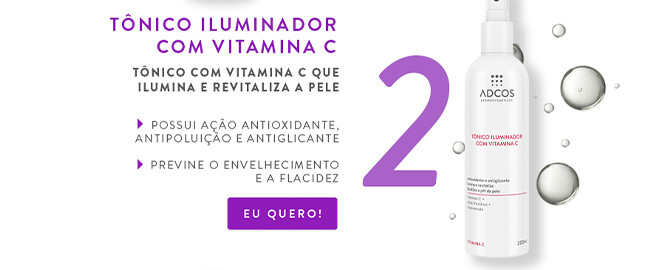 TÔNICO ILUMINADOR
COM VITAMINA C
TÔNICO COM VITAMINA C QUE
ILUMINA E REVITALIZA A PELE
POSSUI AÇÃO ANTIOXIDANTE,
ANTIPOLUIÇÃO E ANTIGLICANTE
PREVINE O ENVELHECIMENTO
E A FLACIDEZ
EU QUERO!
2
ADCOS
TÔNICO ILUMINADOR
COM VITAMINA C
VITAMINA C